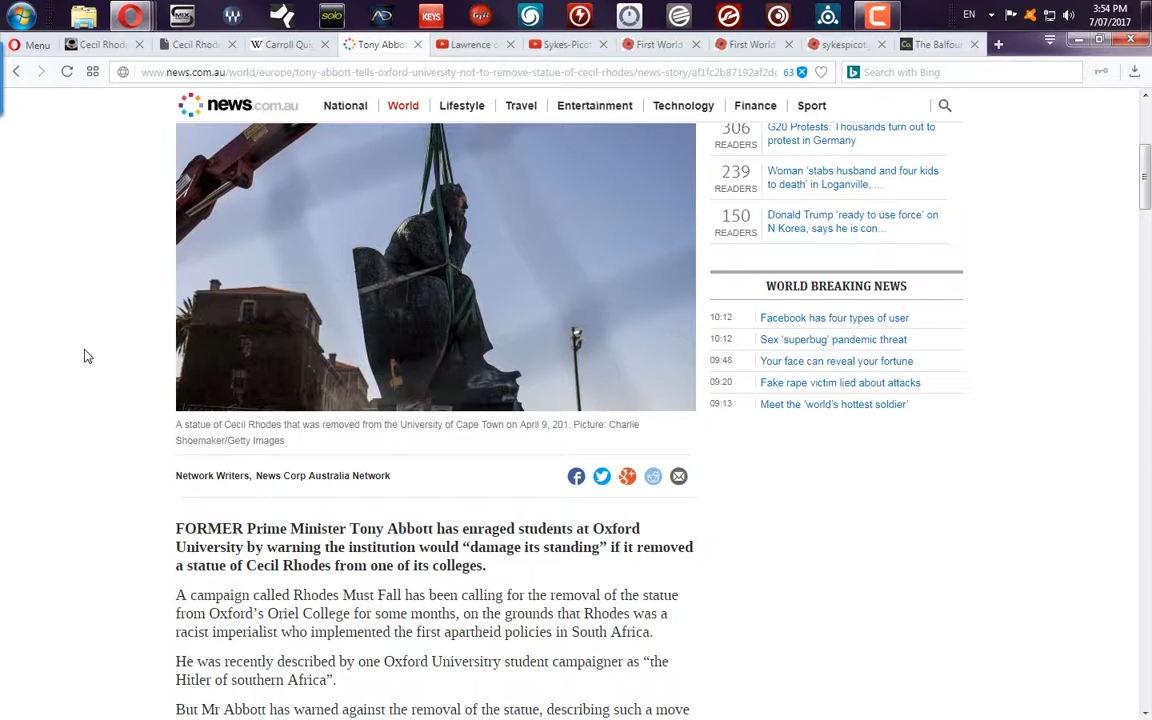 SOLO
KEYS
EN
3:54 PM
7/07/2017
Menu
Cecil Rhod
Cecil Rhod
Carroll Qui
Tony Abbo
Lawrence o
Sykes-Picot
First World
First World
sykespicot
The Balfou
www.news.com.au/world/europe/tony-abbott-tells-oxford-university-not-to-remove-statue-of-cecil-rhodes/news-story/af1fc2b87192af2dc
63
Search with Bing
news.com.au
National
World
Lifestyle
Travel
Entertainment
Technology
Finance
Sport
306 READERS
G20 Protests: Thousands turn out to
protest in Germany
239
READERS
Woman ‘stabs husband and four kids
to death’ in Loganville, ...
150
READERS
Donald Trump ‘ready to use force’ on
N Korea, says he is con...
WORLD BREAKING NEWS
10:12 Facebook has four types of user
10:12 Sex ‘superbug’ pandemic threat
09:48 Your face can reveal your fortune
09:20 Fake rape victim lied about attacks
09:13 Meet the ‘world’s hottest soldier’
A statue of Cecil Rhodes that was removed from the University of Cape Town on April 9, 201. Picture: Charlie
Shoemaker/Getty Images
Network Writers, News Corp Australia Network
FORMER Prime Minister Tony Abbott has enraged students at Oxford
University by warning the institution would “damage its standing” if it removed
a statue of Cecil Rhodes from one of its colleges.
A campaign called Rhodes Must Fall has been calling for the removal of the statue
from Oxford’s Oriel College for some months, on the grounds that Rhodes was a
racist imperialist who implemented the first apartheid policies in South Africa.
He was recently described by one Oxford Universitry student campaigner as “the
Hitler of southern Africa”.
But Mr Abbott has warned against the removal of the statue, describing such a move